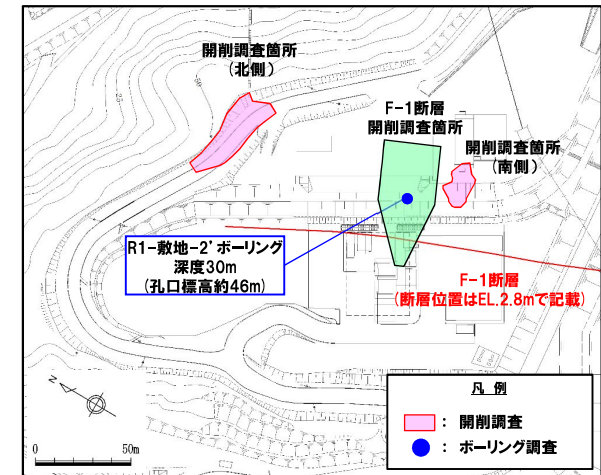 開削調査箇所
(北側)
F-1断層
開削調査箇所
開削調査箇所
(南側)
R1-敷地-2'ボーリング
深度30m
(孔口標高約46m)
F-1断層
(断層位置はEL.2.8mで記載)
N
0 50m
凡 例
: 開削調査
: ボーリング調査